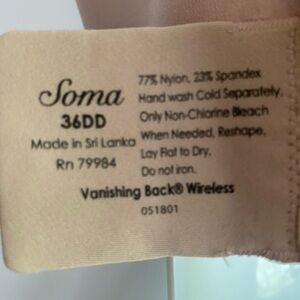 Soma
36DD
Made in Sri Lanka
Rn 79984
77% Nylon, 23% Spandex
Hand wash Cold Separately,
Only Non-Chlorine Bleach
When Needed, Reshape,
Lay Flat to Dry.
Do not iron.
Vanishing Back® Wireless
051801